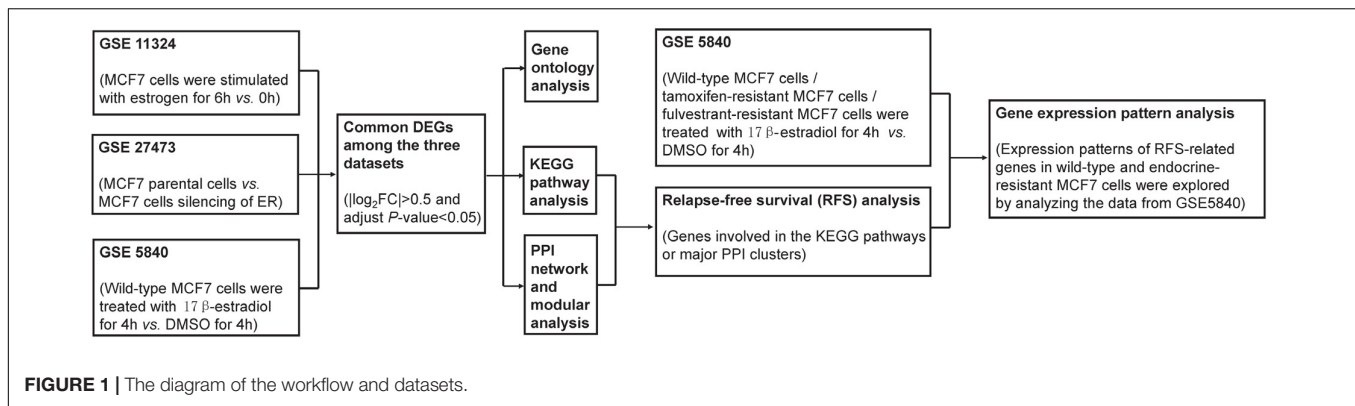 GSE 11324
(MCF7 cells were stimulated
with estrogen for 6h vs. 0h)
GSE 27473
(MCF7 parental cells vs.
MCF7 cells silencing of ER)
GSE 5840
(Wild-type MCF7 cells were
treated with 17β-estradiol
for 4h vs. DMSO for 4h)
Common DEGs
among the three
datasets
(|log₂FC|>0.5 and
adjust P-value<0.05)
Gene
ontology
analysis
KEGG
pathway
analysis
PPI
network
and
modular
analysis
GSE 5840
(Wild-type MCF7 cells /
tamoxifen-resistant MCF7 cells /
fulvestrant-resistant MCF7 cells were
treated with 17β-estradiol for 4h vs.
DMSO for 4h)
Relapse-free survival (RFS) analysis
(Genes involved in the KEGG pathways
or major PPI clusters)
Gene expression pattern analysis
(Expression patterns of RFS-related
genes in wild-type and endocrine-
resistant MCF7 cells were explored
by analyzing the data from GSE5840)
FIGURE 1 | The diagram of the workflow and datasets.